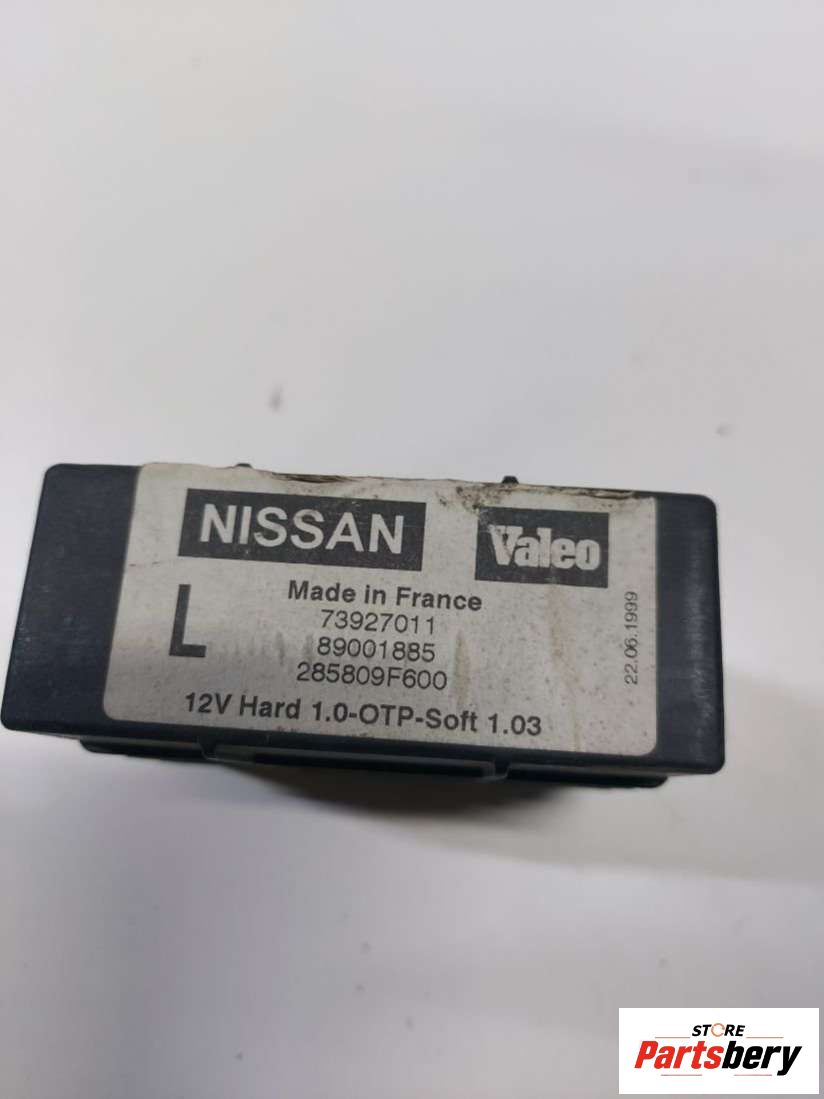 NISSAN
Valeo
Made in France
L
73927011
89001885
285809F600
12V Hard 1.0-OTP-Soft 1.03
22.06.1999
STORE
Partsbery